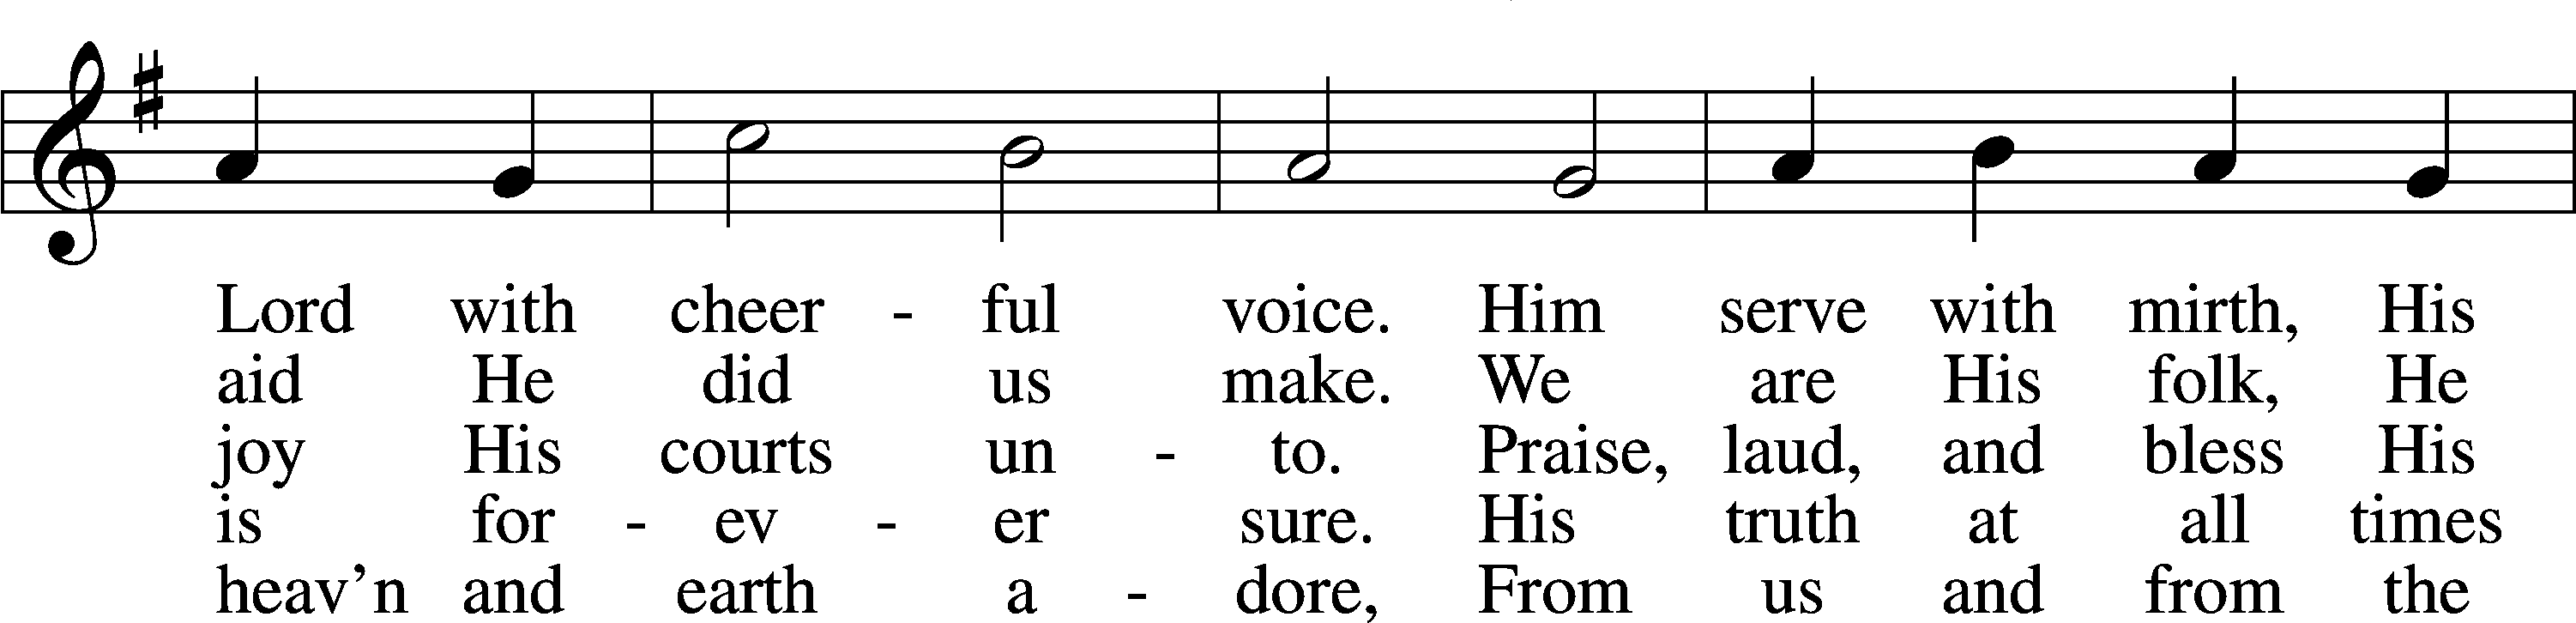 Lord with cheer - ful voice. Him serve with mirth, His
aid He did us make. We are His folk, He
joy His courts un - to. Praise, laud, and bless His
is for - ev - er sure. His truth at all times
heav’n and earth a - dore, From us and from the